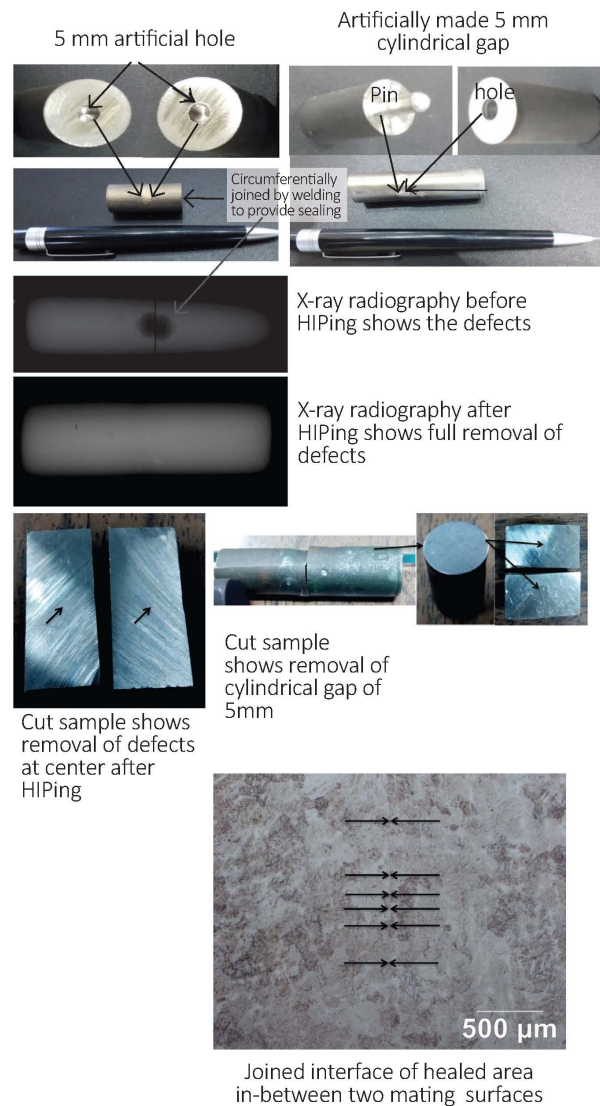 5 mm artificial hole
Artificially made 5 mm
cylindrical gap
Pin
hole
Circumferentially
joined by welding
to provide sealing
X-ray radiography before
HIPing shows the defects
X-ray radiography after
HIPing shows full removal of
defects
Cut sample
shows removal of
cylindrical gap of
5mm
Cut sample shows
removal of defects
at center after
HIPing
500 µm
Joined interface of healed area
in-between two mating surfaces